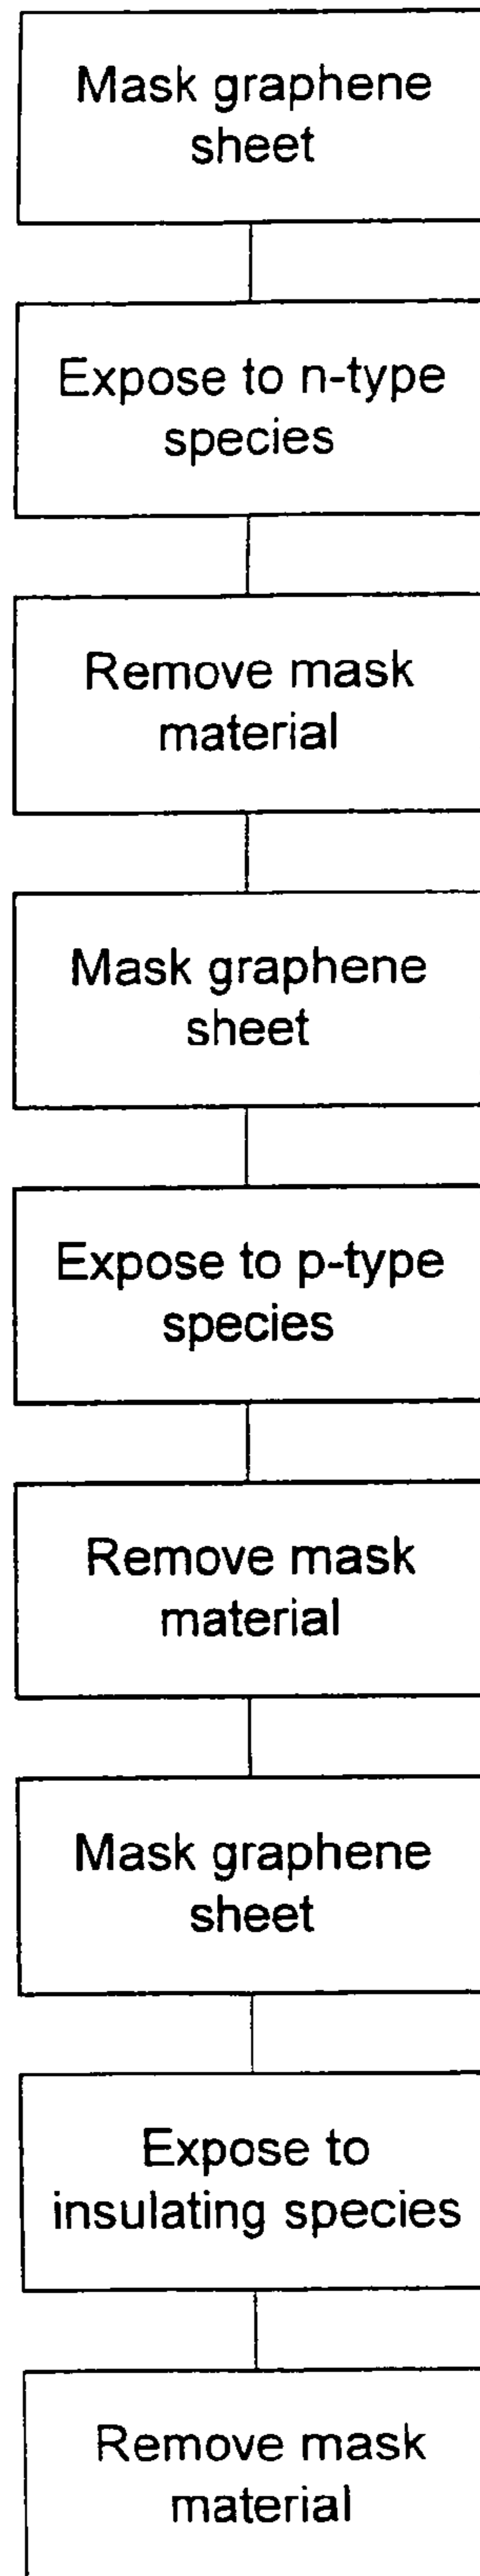 Mask graphene
sheet
Expose to n-type
species
Remove mask
material
Mask graphene
sheet
Expose to p-type
species
Remove mask
material
Mask graphene
sheet
Expose to
insulating species
Remove mask
material